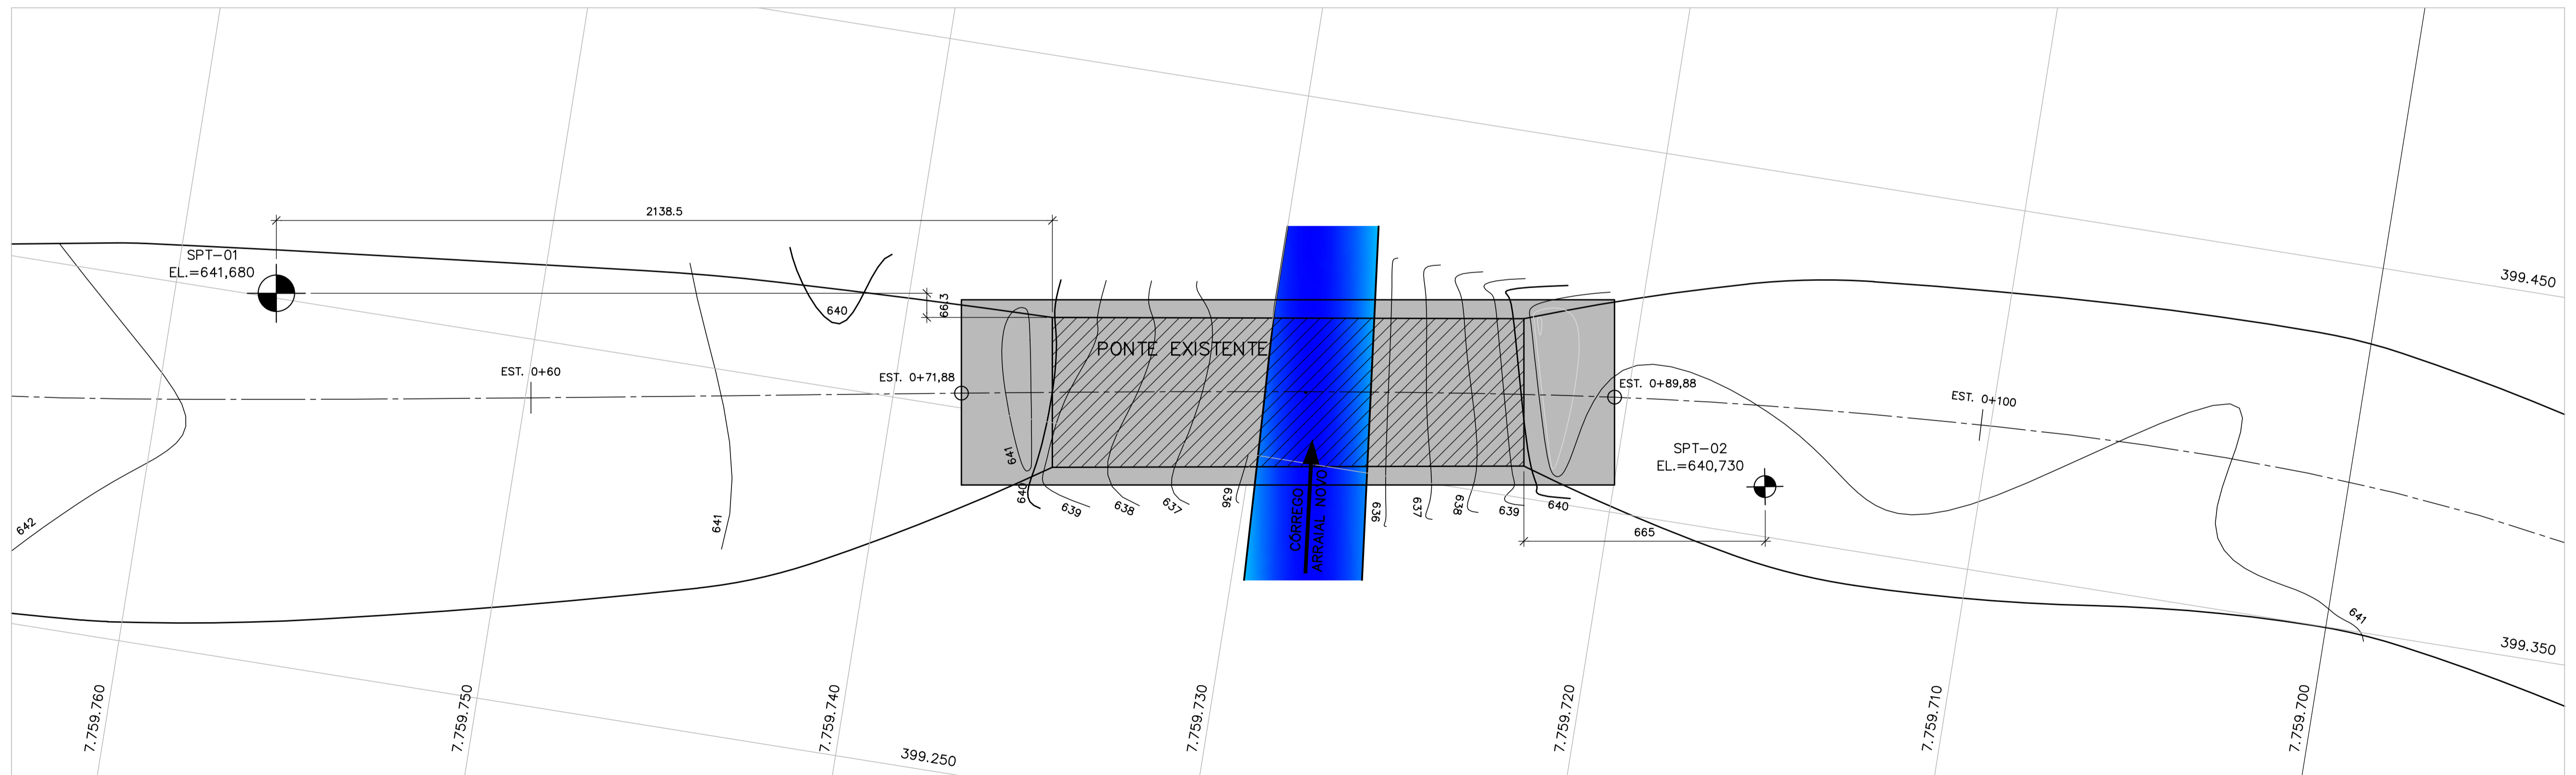 399.450
2138.5
SPT-01
EL.=641,680
66.3
640
PONTE EXISTENTE
EST. 0+60
EST. 0+71,88
EST. 0+89,88
EST. 0+100
641
SPT-02
EL.=640,730
640
639
638
637
636
636
637
638
639
640
642
641
CÓRREGO
ARRAIAL NOVO
665
641
399.350
7.759.760
7.759.750
7.759.740
7.759.730
7.759.720
7.759.710
7.759.700
399.250